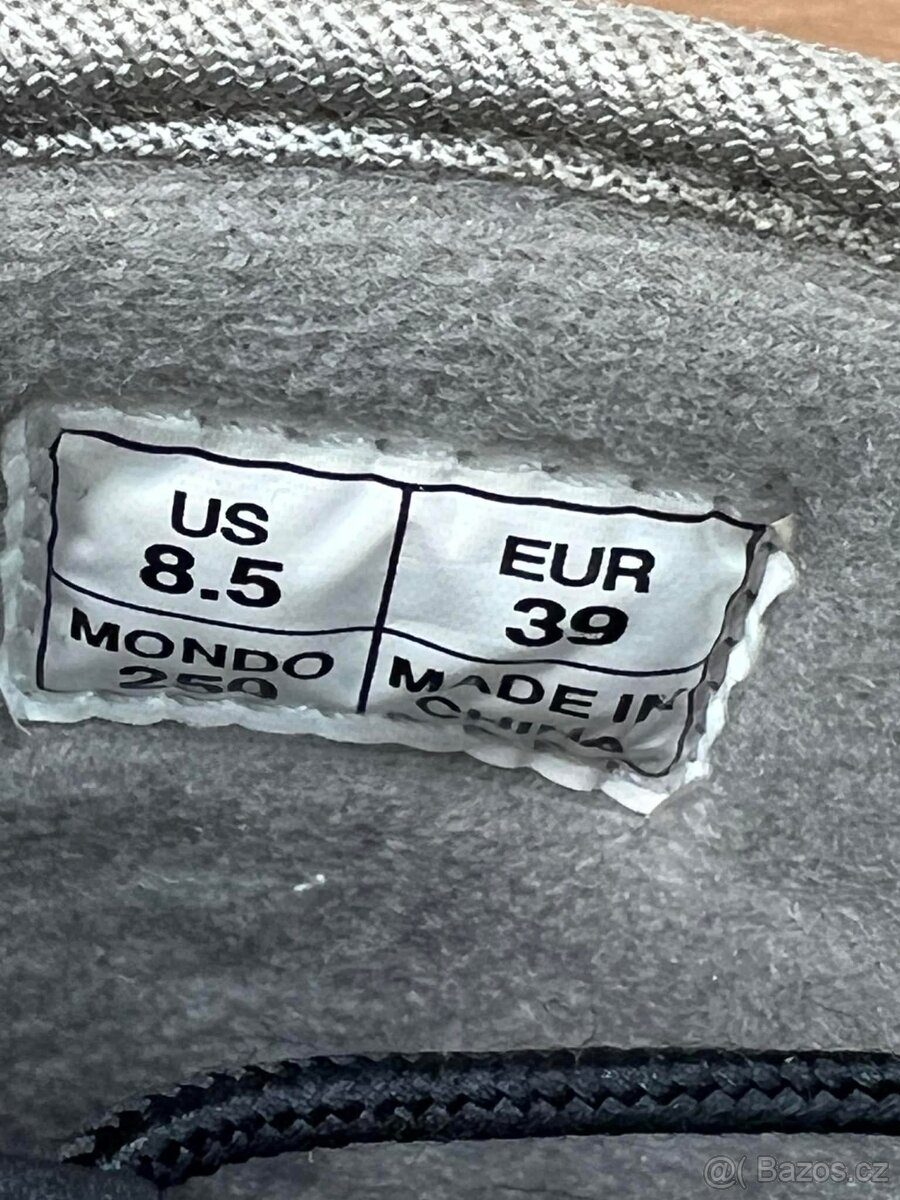 US
8.5
EUR
39
MONDO
250
MADE IN
CHINA
@( Bazos.cz